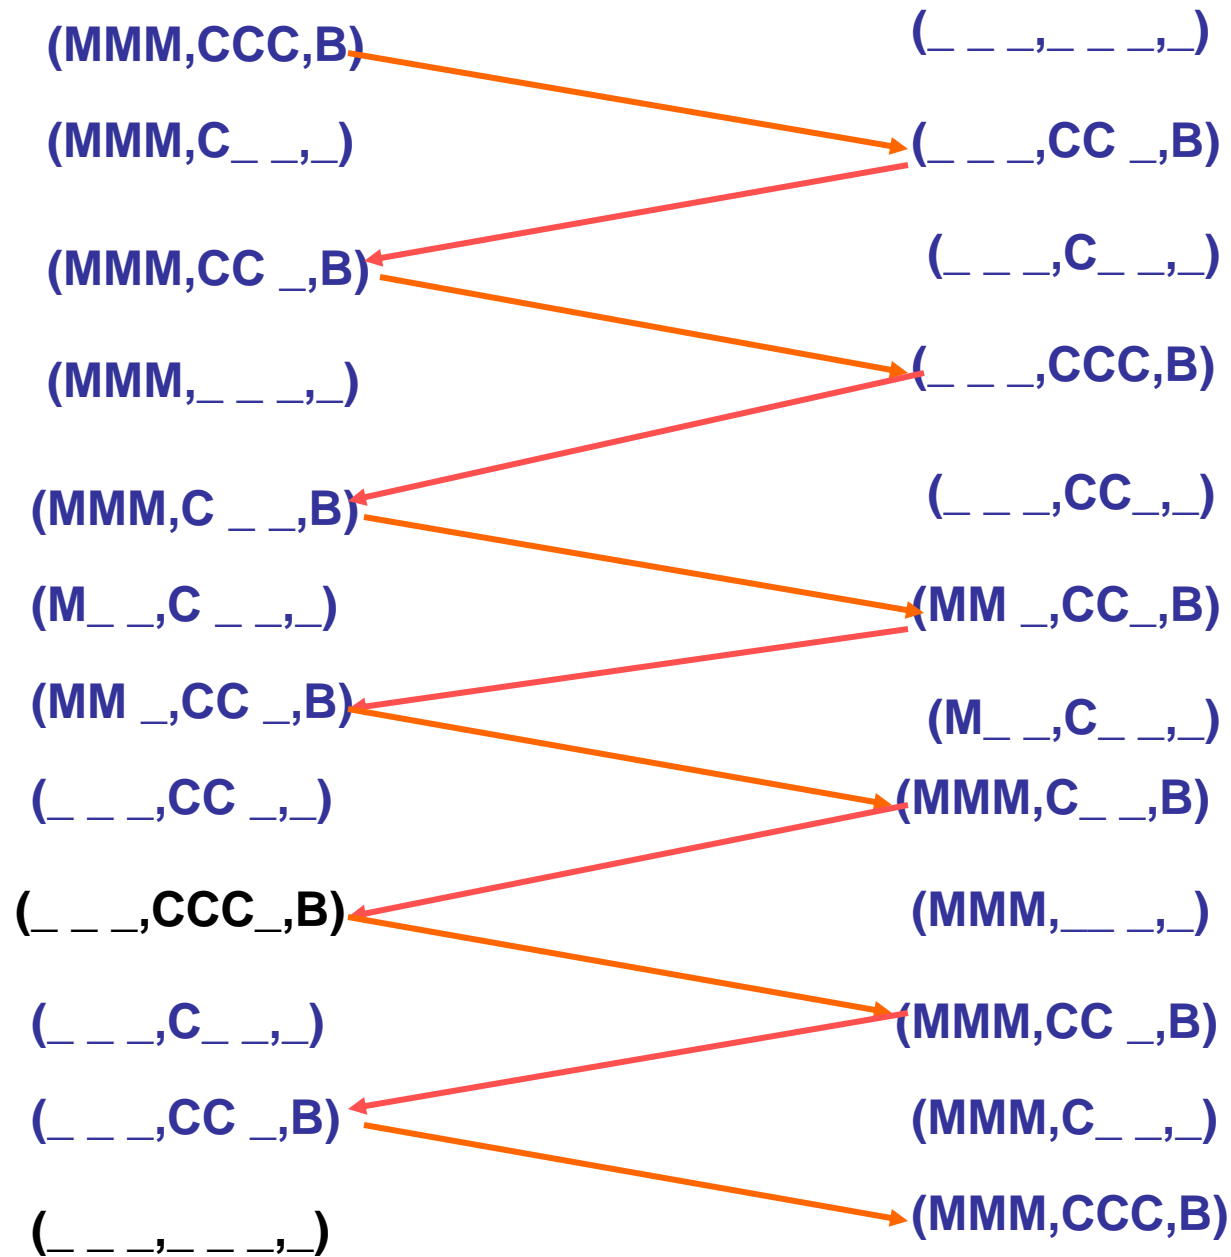 (MMM,CCC,B) (_ _ _,_ _ _,_)
(MMM,C_ _,_) (_ _ _,CC _,B)
(MMM,CC _,B) (_ _ _,C_ _,_)
(MMM,_ _ _,_) (_ _ _,CCC,B)
(MMM,C _ _,B) (_ _ _,CC_,_)
(M_ _,C _ _,_) (MM _,CC_,B)
(MM _,CC _,B) (M_ _,C_ _,_)
(_ _ _,CC _,_) (MMM,C_ _,B)
(_ _ _,CCC_,B) (MMM,__ _,_)
(_ _ _,C_ _,_) (MMM,CC _,B)
(_ _ _,CC _,B) (MMM,C_ _,_)
(_ _ _,_ _ _,_) (MMM,CCC,B)